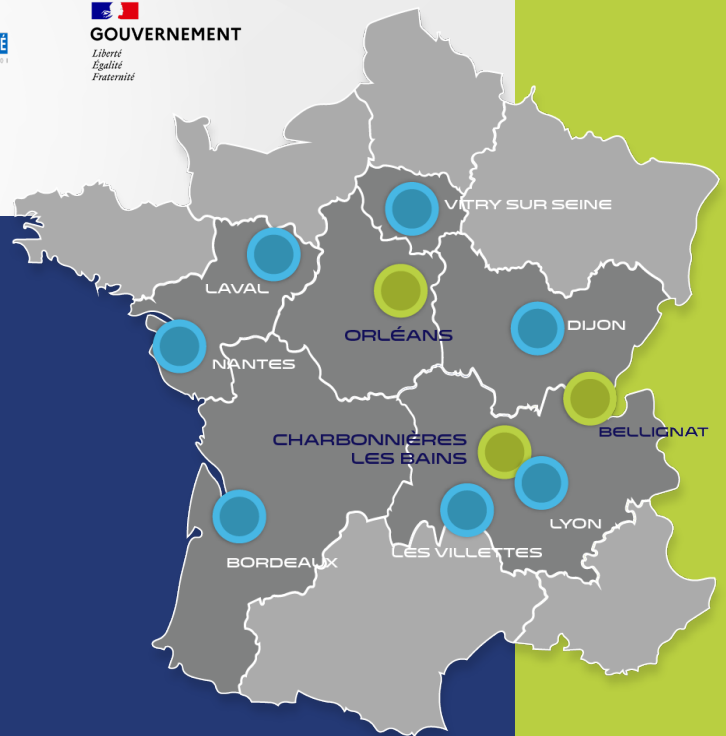 GOUVERNEMENT
Liberté
Égalité
Fraternité
VITRY SUR SEINE
LAVAL
ORLÉANS
DIJON
NANTES
BELLIGNAT
CHARBONNIÈRES
LES BAINS
LYON
LES VILLETTES
BORDEAUX